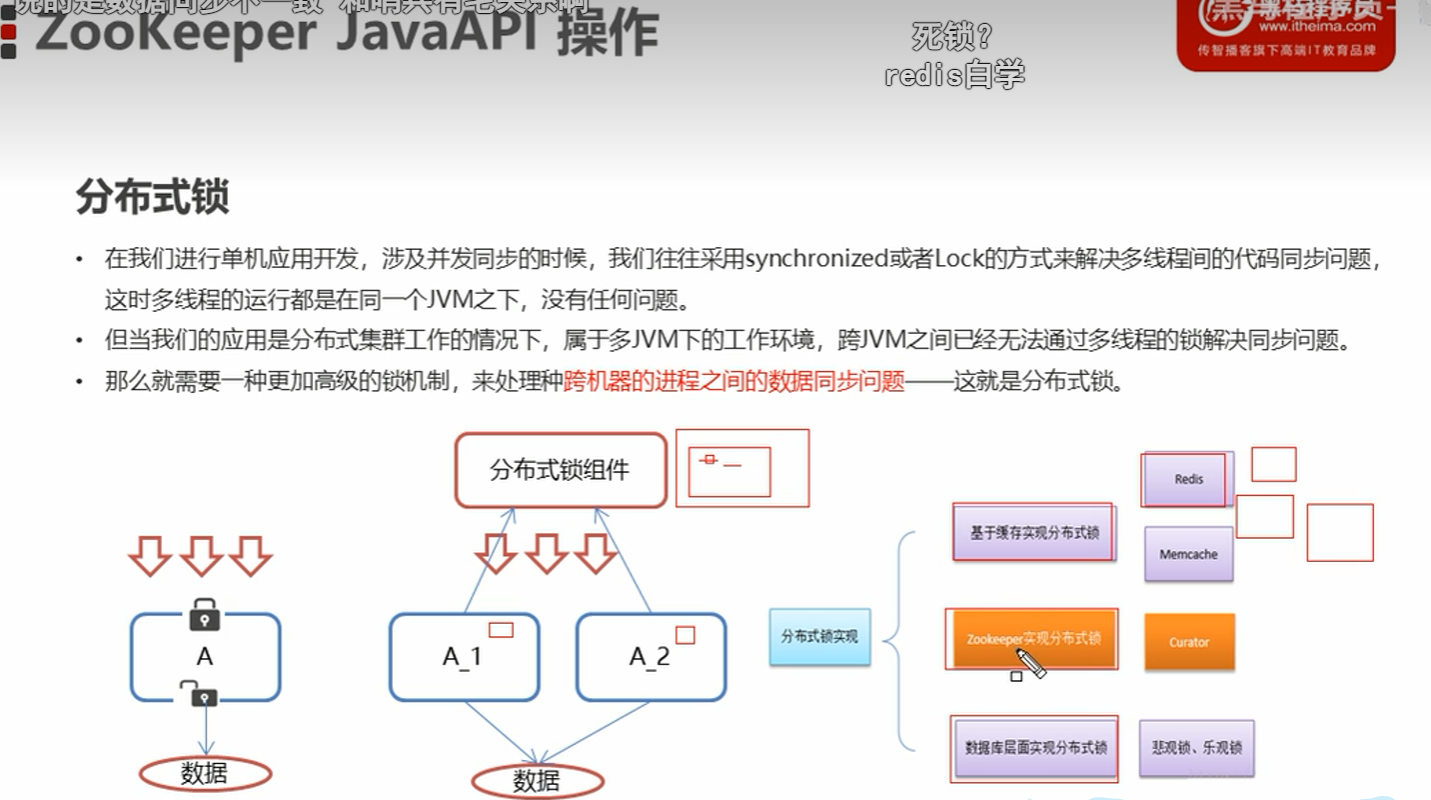 ZooKeeper JavaAPI 操作
死锁？
redis白学
www.itheima.com
传智播客旗下高端IT教育品牌
分布式锁
• 在我们进行单机应用开发，涉及并发同步的时候，我们往往采用synchronized或者Lock的方式来解决多线程间的代码同步问题，
这时多线程的运行都是在同一个JVM之下，没有任何问题。
• 但当我们的应用是分布式集群工作的情况下，属于多JVM下的工作环境，跨JVM之间已经无法通过多线程的锁解决同步问题。
• 那么就需要一种更加高级的锁机制，来处理种跨机器的进程之间的数据同步问题——这就是分布式锁。
分布式锁组件
A
数据
A_1
A_2
数据
分布式锁实现
基于缓存实现分布式锁
Redis
Memcache
Zookeeper实现分布式锁
Curator
数据库层面实现分布式锁
悲观锁、乐观锁